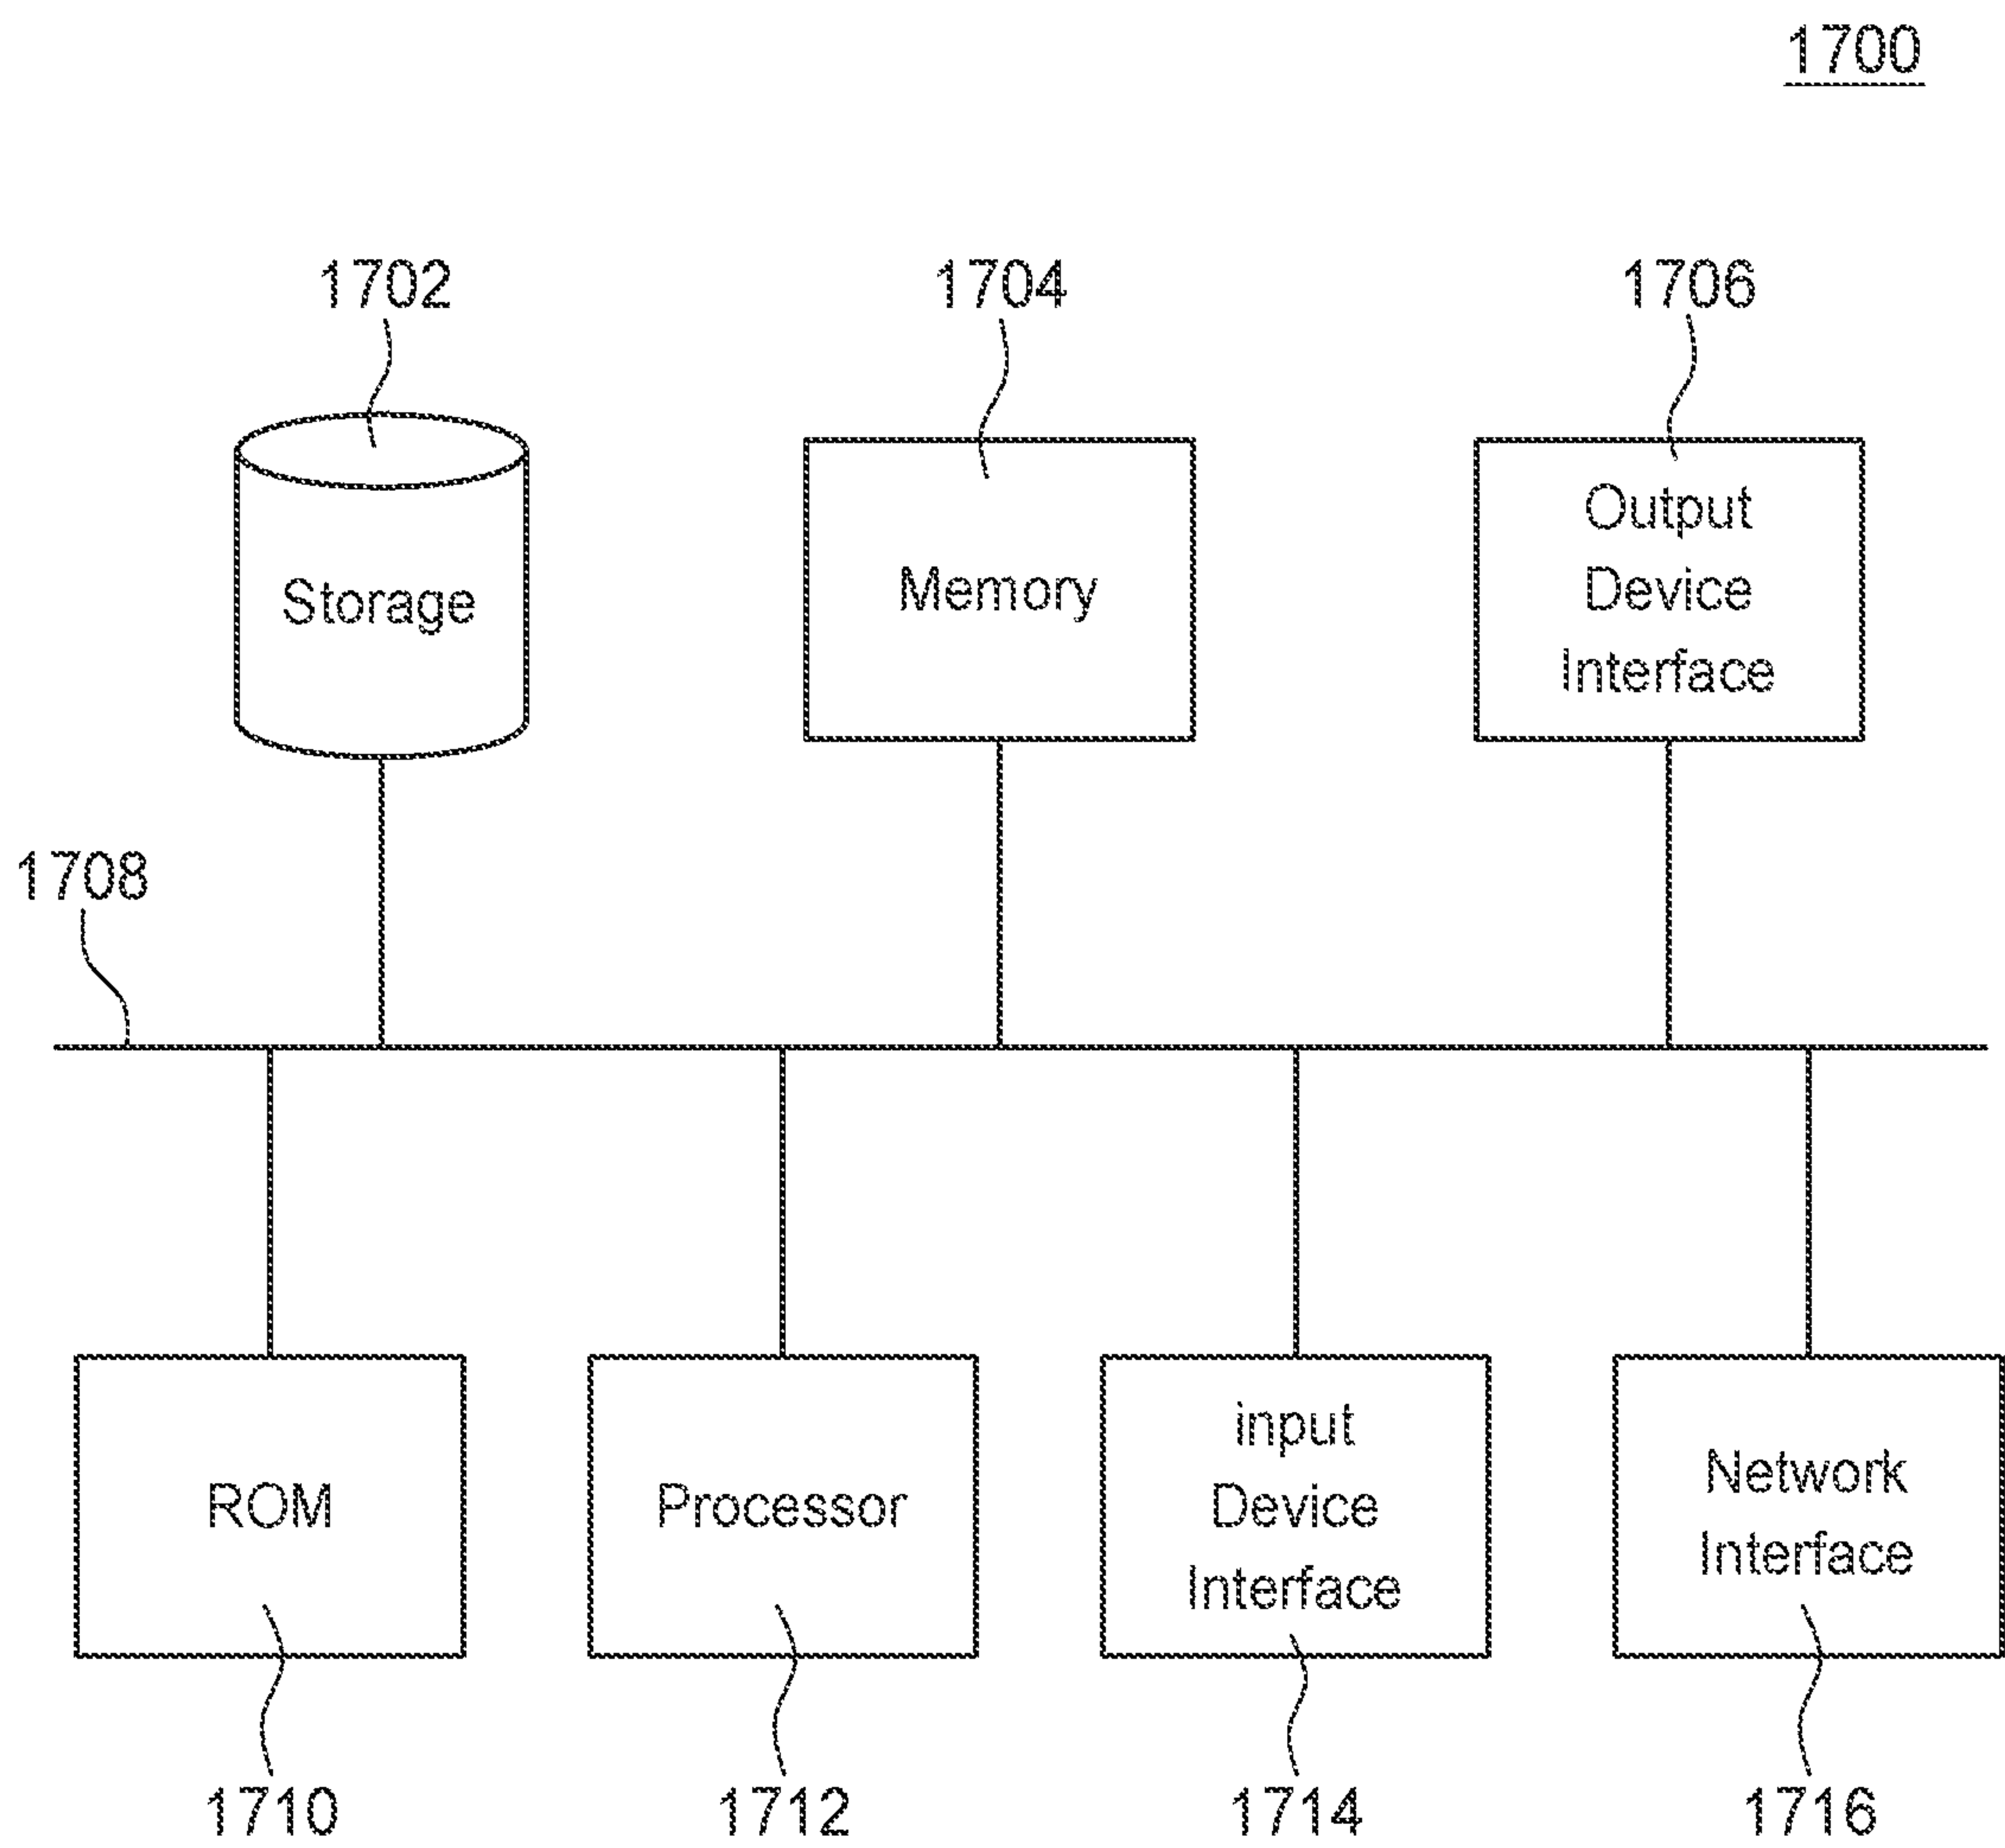 1700
1702
1704
1706
Storage
Memory
Output
Device
Interface
1708
ROM
Processor
input
Device
Interface
Network
Interface
1710
1712
1714
1716